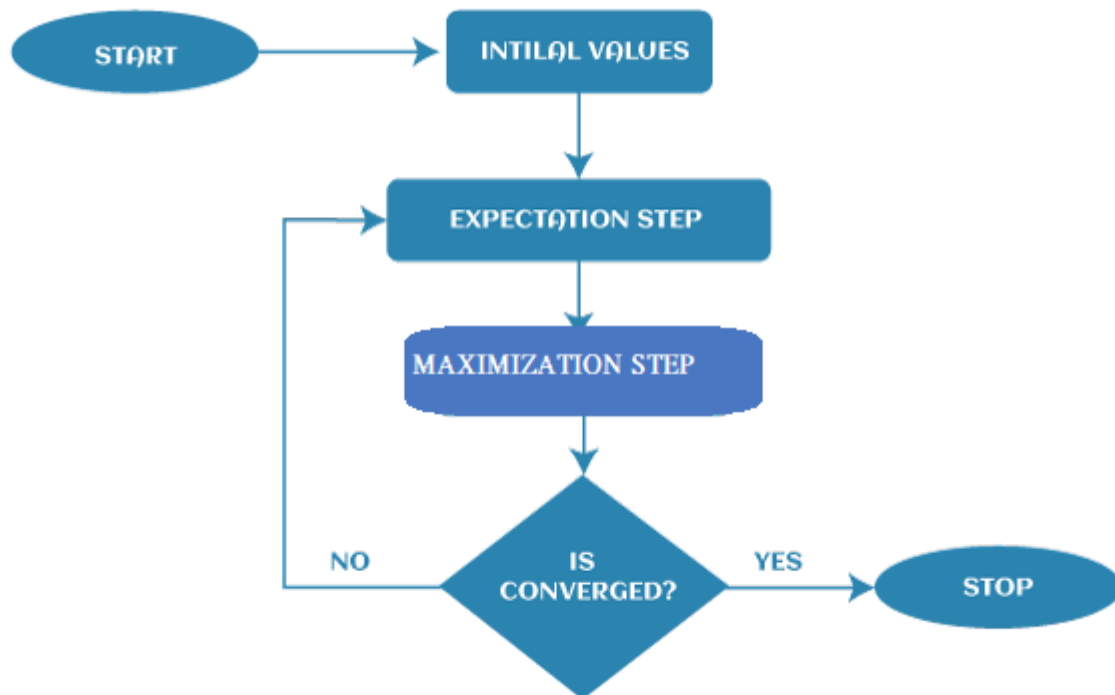 START
INTILAL VALUES
EXPECTATION STEP
MAXIMIZATION STEP
IS
CONVERGED?
NO
YES
STOP